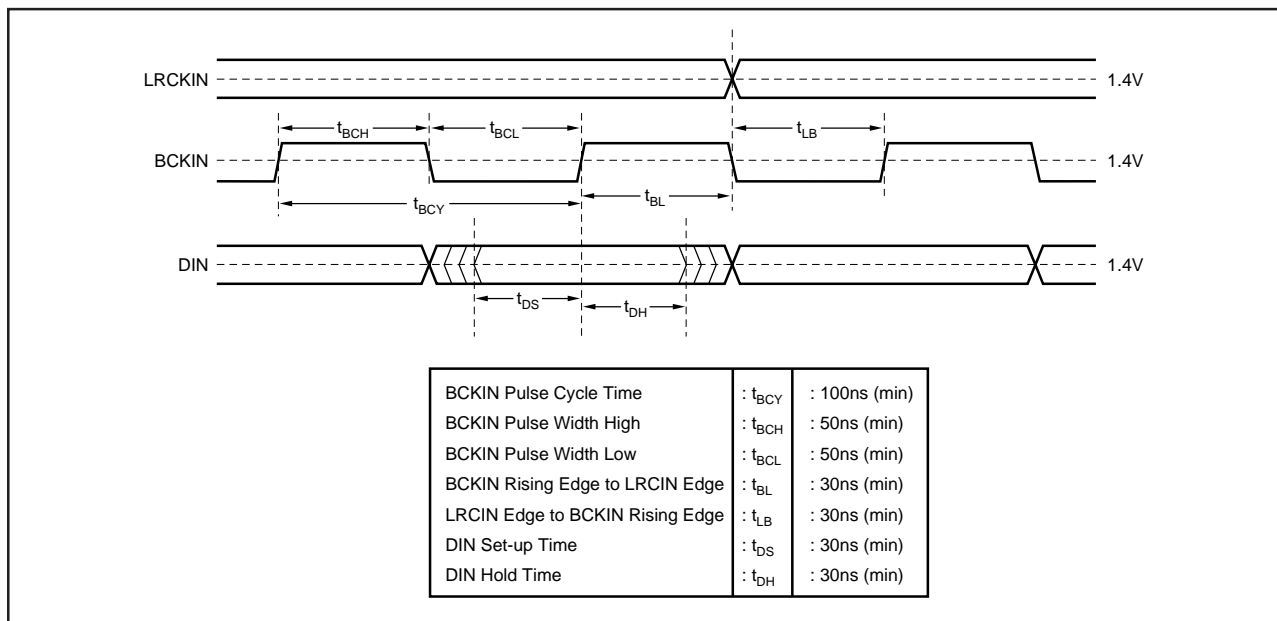 LRCKIN 1.4V
tBCH tBCL tLB
BCKIN 1.4V
tBCY tBL
DIN 1.4V
tDS tDH
BCKIN Pulse Cycle Time : tBCY : 100ns (min)
BCKIN Pulse Width High : tBCH : 50ns (min)
BCKIN Pulse Width Low : tBCL : 50ns (min)
BCKIN Rising Edge to LRCIN Edge : tBL : 30ns (min)
LRCIN Edge to BCKIN Rising Edge : tLB : 30ns (min)
DIN Set-up Time : tDS : 30ns (min)
DIN Hold Time : tDH : 30ns (min)